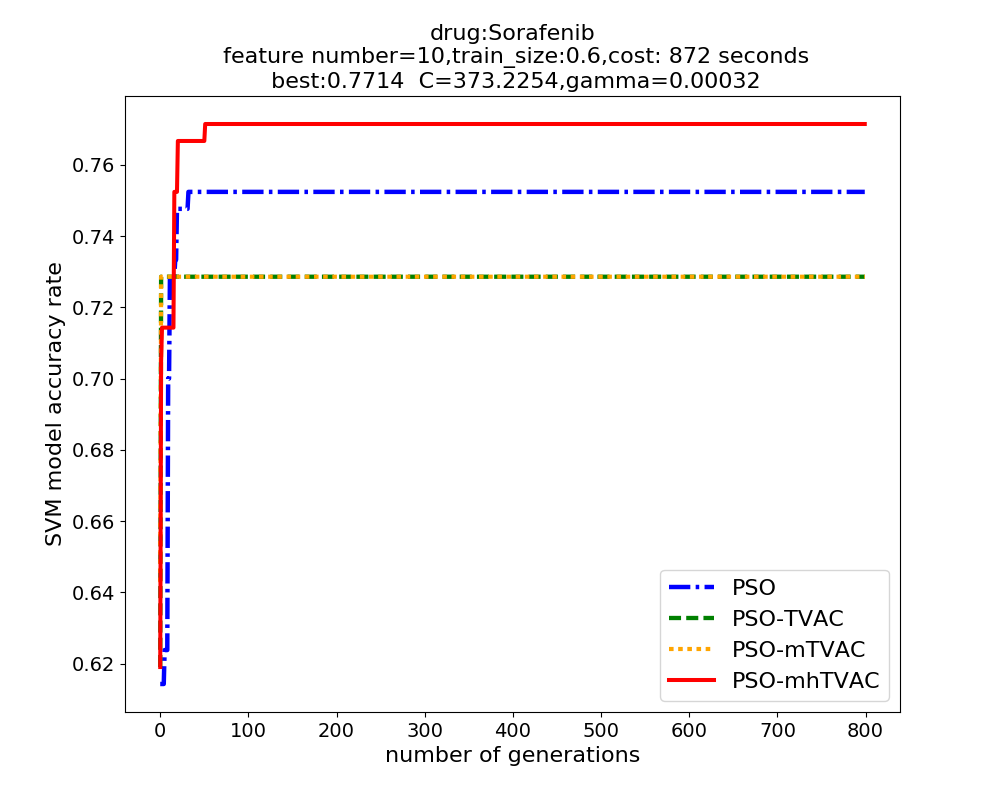 drug:Sorafenib
feature number=10,train_size:0.6,cost: 872 seconds
best:0.7714  C=373.2254,gamma=0.00032
SVM model accuracy rate
0.76
0.74
0.72
0.70
0.68
0.66
0.64
0.62
PSO
PSO-TVAC
PSO-mTVAC
PSO-mhTVAC
0 100 200 300 400 500 600 700 800
number of generations